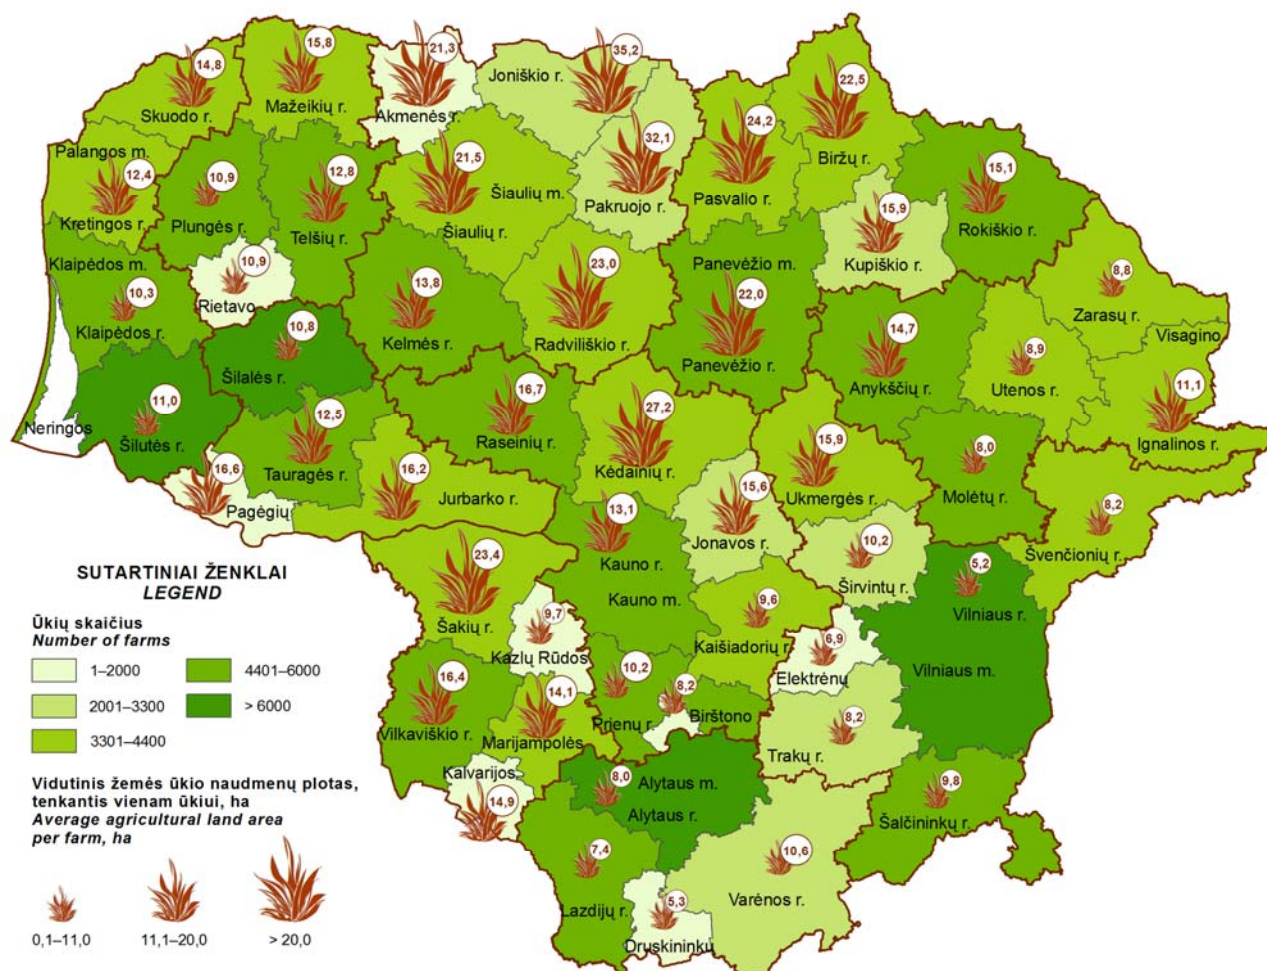 14,8
Skuodo r.
15,8
Mažeikių r.
21,3
Akmenės r.
35,2
Joniškio r.
32,1
Pakruojo r.
24,2
Pasvalio r.
22,5
Biržų r.
15,1
Rokiškio r.
15,9
Kupiškio r.
Palangos m.
12,4
Kretingos r.
10,9
Plungės r.
12,8
Telšių r.
21,5
Šiaulių m.
Šiaulių r.
Klaipėdos m.
10,3
Klaipėdos r.
10,9
Rietavo
13,8
Kelmės r.
23,0
Radviliškio r.
Panevėžio m.
22,0
Panevėžio r.
14,7
Anykščių r.
8,9
Utenos r.
8,8
Zarasų r.
Visagino
11,1
Ignalinos r.
Neringos
11,0
Šilutės r.
10,8
Šilalės r.
12,5
Tauragės r.
16,6
Pagėgių
16,2
Jurbarko r.
16,7
Raseinių r.
27,2
Kėdainių r.
15,9
Ukmergės r.
8,0
Molėtų r.
8,2
Švenčionių r.
15,6
Jonavos r.
10,2
Širvintų r.
13,1
Kauno r.
Kauno m.
9,6
Kaišiadorių r.
6,9
Elektrėnų
5,2
Vilniaus r.
Vilniaus m.
23,4
Šakių r.
9,7
Kazlų Rūdos
16,4
Vilkaviškio r.
14,1
Marijampolės
10,2
Prienų r.
8,2
Birštono
8,2
Trakų r.
Kalvarijos
14,9
8,0
Alytaus m.
Alytaus r.
9,8
Šalčininkų r.
7,4
Lazdijų r.
10,6
Varėnos r.
5,3
Druskininkų
SUTARTINIAI ŽENKLAI
LEGEND
Ūkių skaičius
Number of farms
1–2000
4401–6000
2001–3300
> 6000
3301–4400
Vidutinis žemės ūkio naudmenų plotas,
tenkantis vienam ūkiui, ha
Average agricultural land area
per farm, ha
0,1–11,0
11,1–20,0
> 20,0